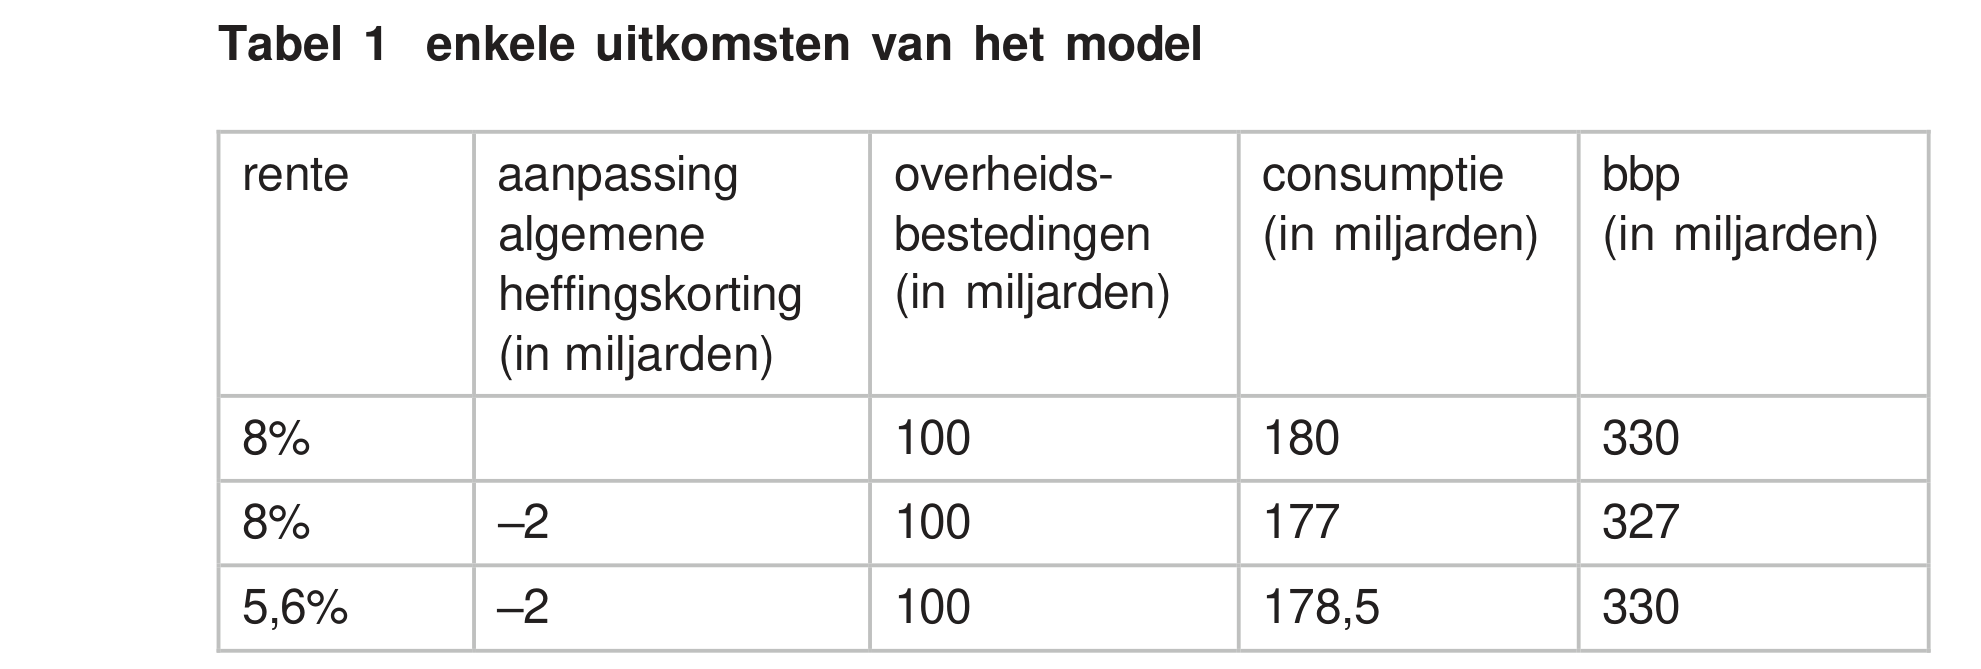 Tabel 1 enkele uitkomsten van het model
rente
aanpassing
algemene
heffingskorting
(in miljarden)
overheids-
bestedingen
(in miljarden)
consumptie
(in miljarden)
bbp
(in miljarden)
8% 100 180 330
8% –2 100 177 327
5,6% –2 100 178,5 330